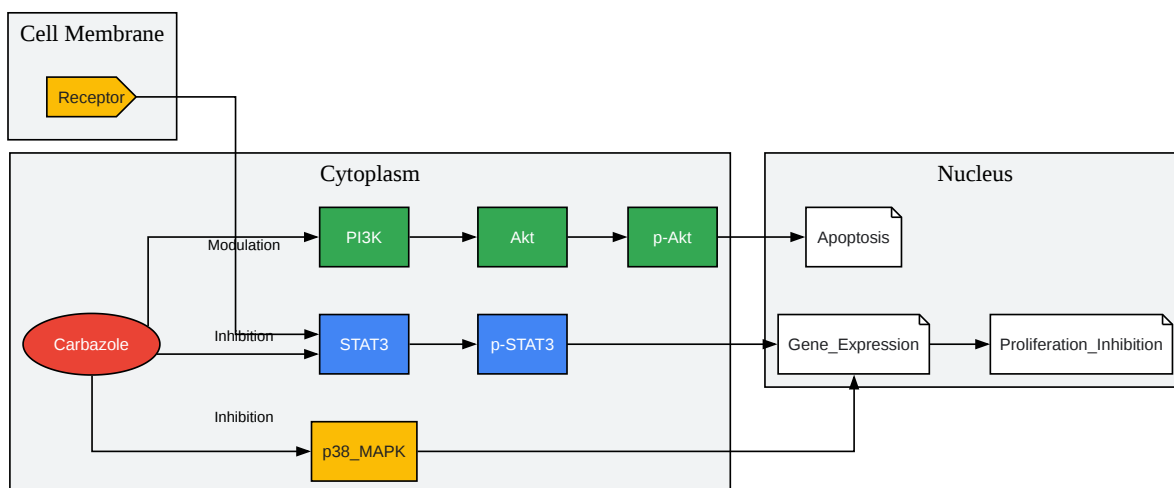 Cell Membrane
Receptor
Cytoplasm
Nucleus
Modulation
PI3K
Akt
p-Akt
Apoptosis
Carbazole
Inhibition
STAT3
p-STAT3
Gene_Expression
Proliferation_Inhibition
Inhibition
p38_MAPK